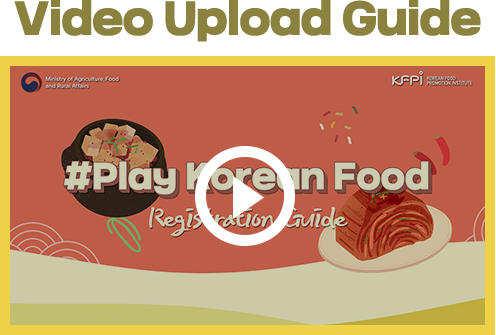 Video Upload Guide
Ministry of Agriculture, Food
and Rural Affairs
KFPI
KOREAN FOOD
PROMOTION INSTITUTE
#Play Korean Food
Registration Guide